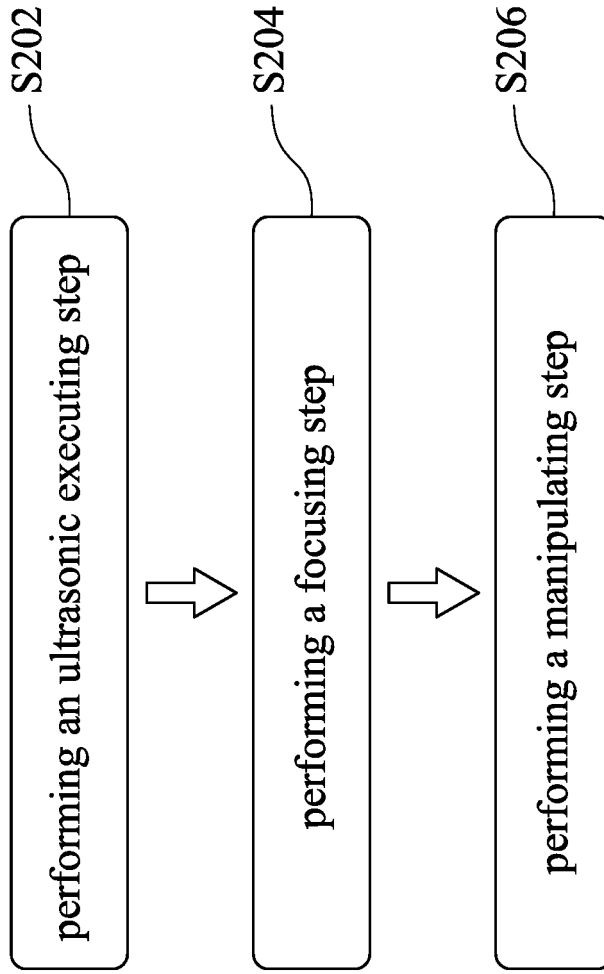 performing an ultrasonic executing step
S202
performing a focusing step
S204
performing a manipulating step
S206